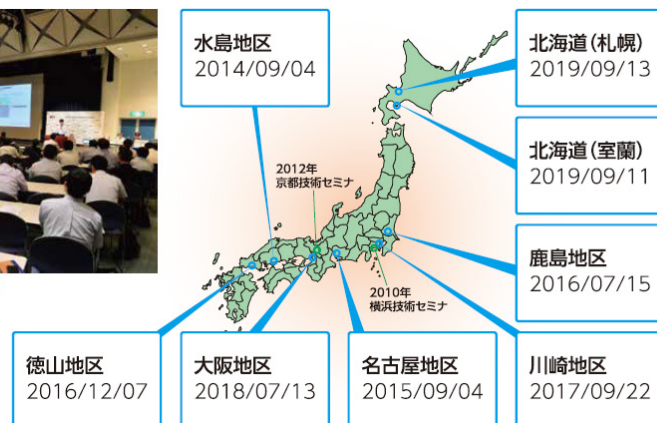 水島地区
2014/09/04
北海道(札幌)
2019/09/13
北海道(室蘭)
2019/09/11
2012年
京都技術セミナ
鹿島地区
2016/07/15
2010年
横浜技術セミナ
徳山地区
2016/12/07
大阪地区
2018/07/13
名古屋地区
2015/09/04
川崎地区
2017/09/22